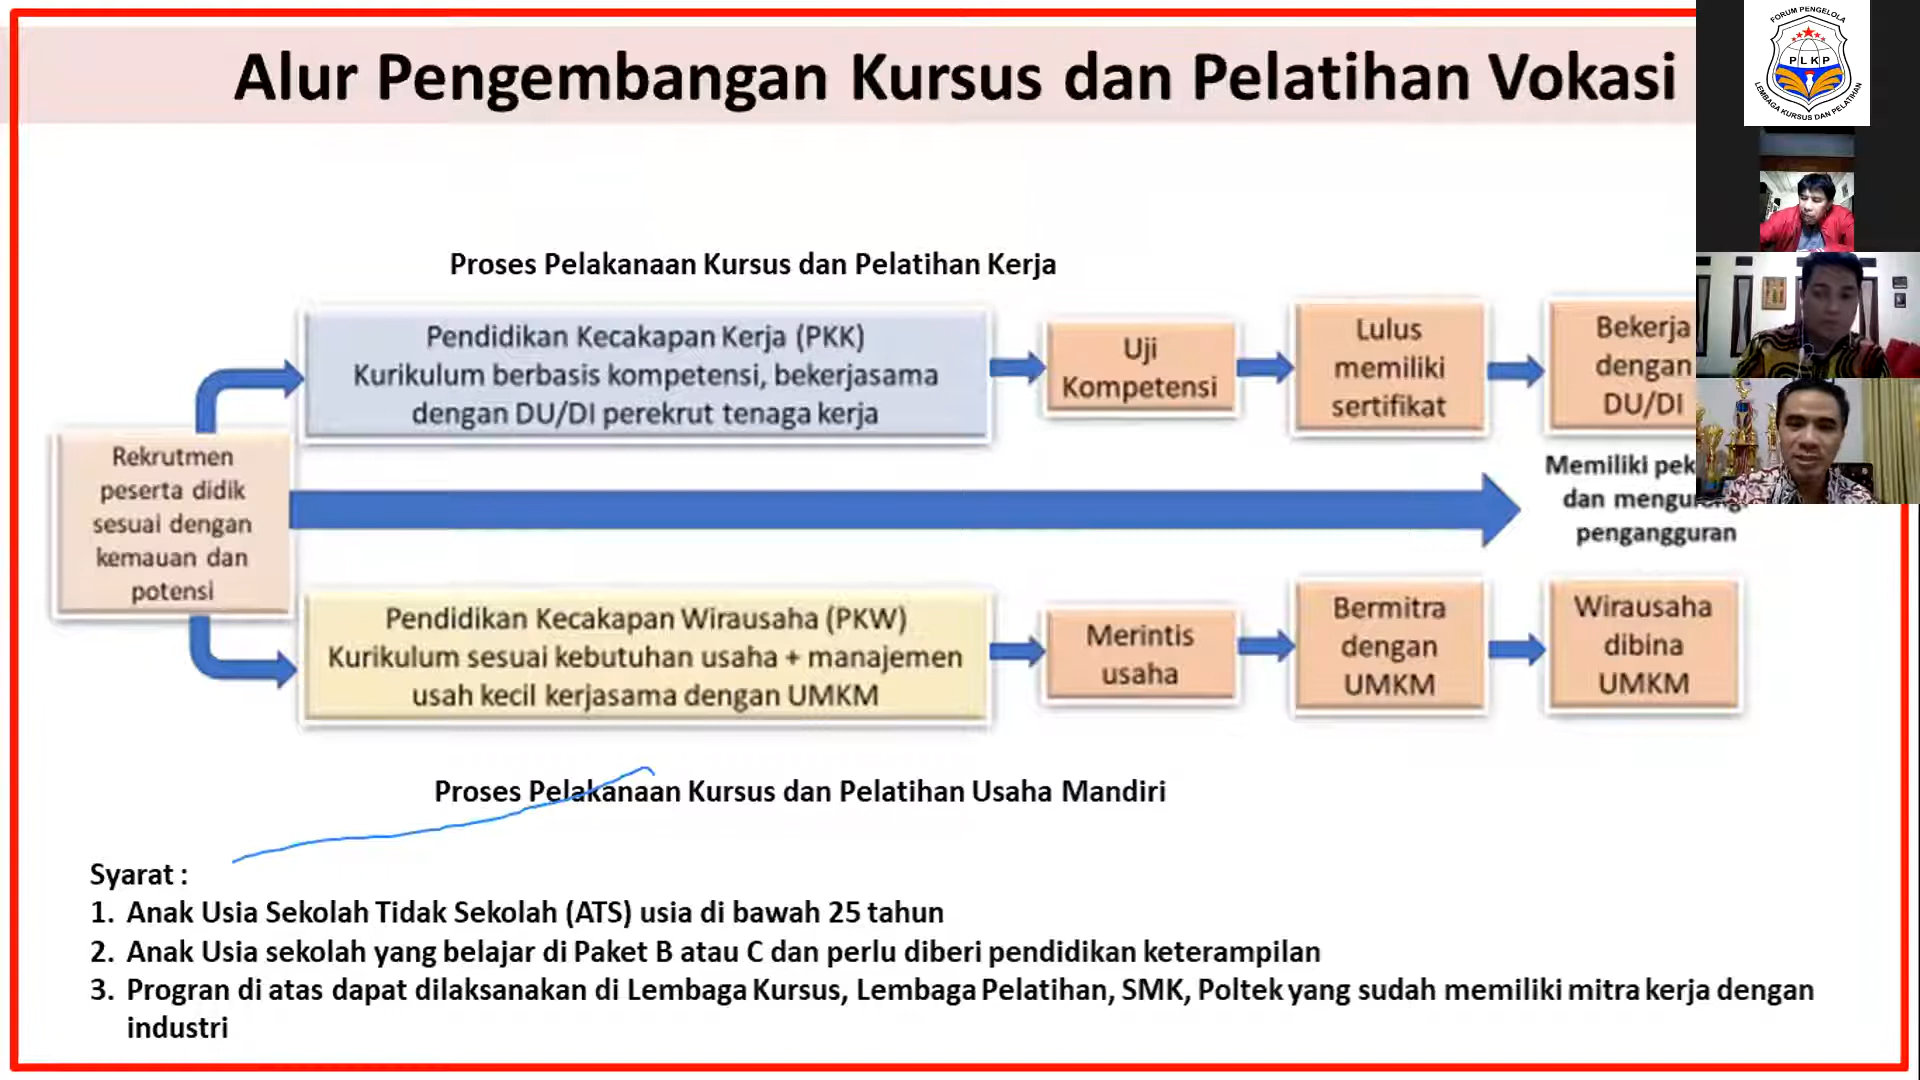 Alur Pengembangan Kursus dan Pelatihan Vokasi
FORUM PENGELOLA
PLKP
LEMBAGA KURSUS DAN PELATIHAN
Proses Pelakanaan Kursus dan Pelatihan Kerja
Rekrutmen
peserta didik
sesuai dengan
kemauan dan
potensi
Pendidikan Kecakapan Kerja (PKK)
Kurikulum berbasis kompetensi, bekerjasama
dengan DU/DI perekrut tenaga kerja
Uji
Kompetensi
Lulus
memiliki
sertifikat
Bekerja
dengan
DU/DI
Memiliki
dan
pengangguran
Pendidikan Kecakapan Wirausaha (PKW)
Kurikulum sesuai kebutuhan usaha + manajemen
usah kecil kerjasama dengan UMKM
Merintis
usaha
Bermitra
dengan
UMKM
Wirausaha
dibina
UMKM
Proses Pelakanaan Kursus dan Pelatihan Usaha Mandiri
Syarat :
1. Anak Usia Sekolah Tidak Sekolah (ATS) usia di bawah 25 tahun
2. Anak Usia sekolah yang belajar di Paket B atau C dan perlu diberi pendidikan keterampilan
3. Progran di atas dapat dilaksanakan di Lembaga Kursus, Lembaga Pelatihan, SMK, Poltek yang sudah memiliki mitra kerja dengan
industri